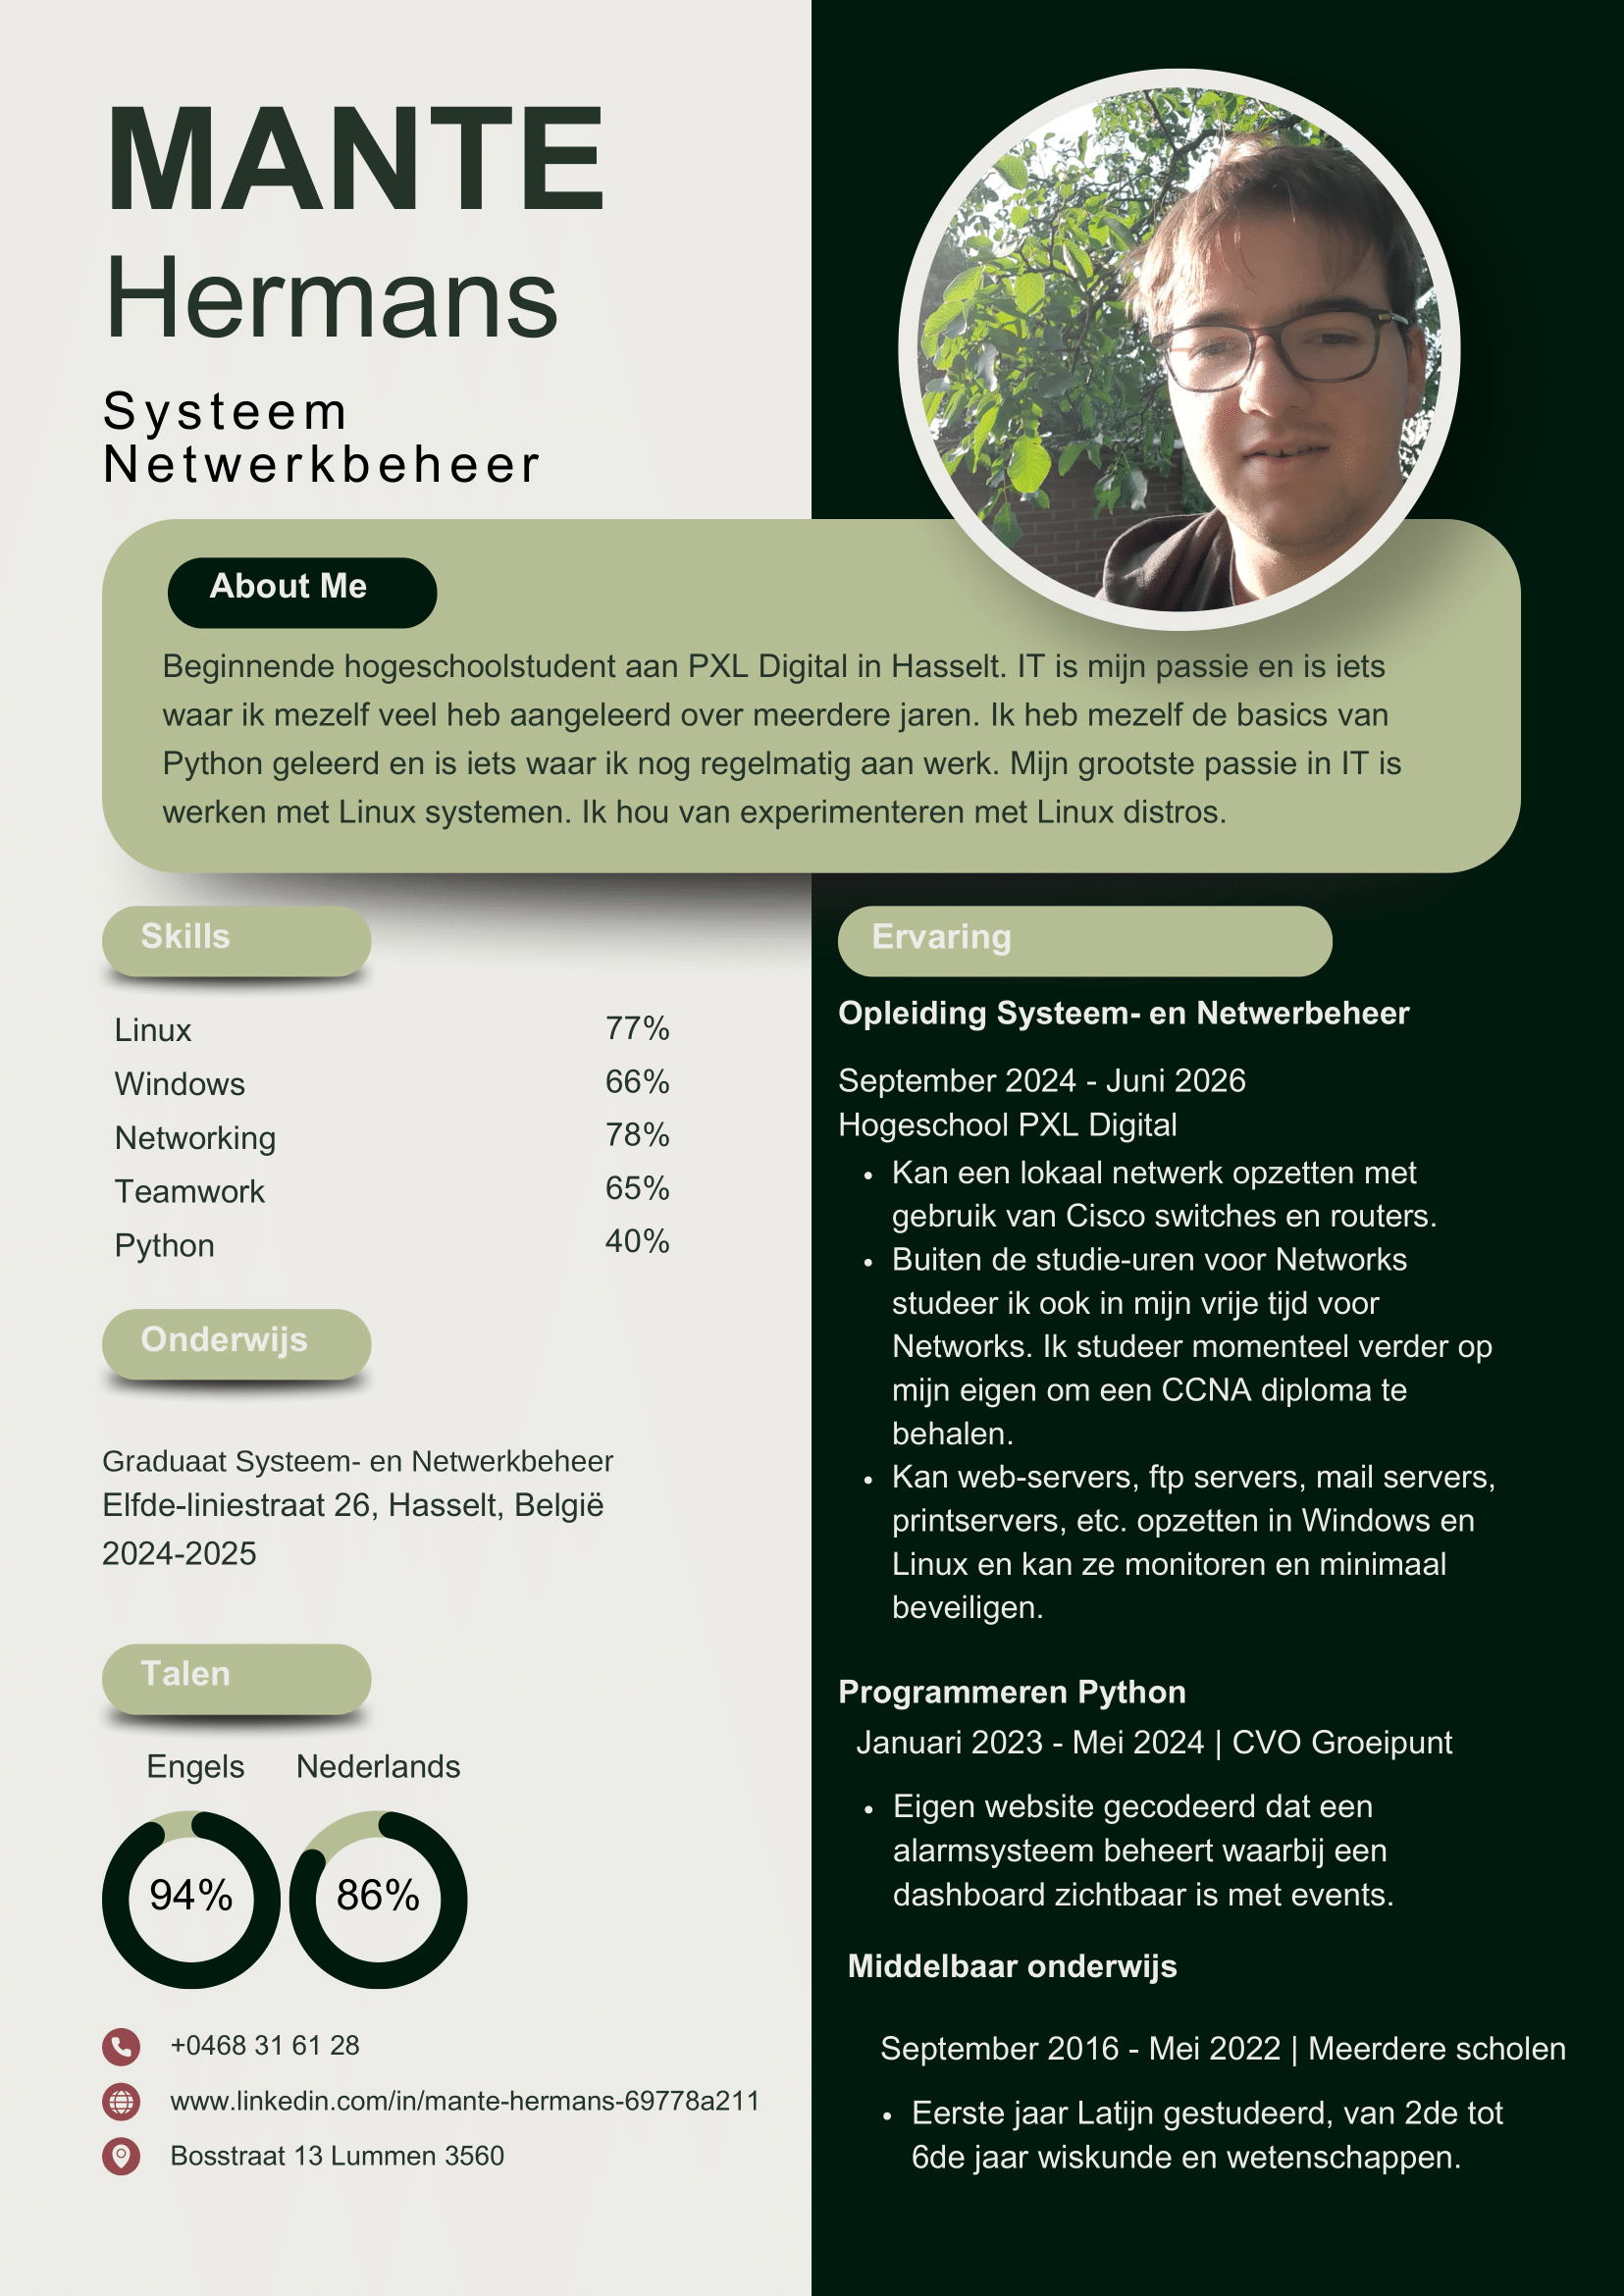 MANTE
Hermans
Systeem
Netwerkbeheer
About Me
Beginnende hogeschoolstudent aan PXL Digital in Hasselt. IT is mijn passie en is iets
waar ik mezelf veel heb aangeleerd over meerdere jaren. Ik heb mezelf de basics van
Python geleerd en is iets waar ik nog regelmatig aan werk. Mijn grootste passie in IT is
werken met Linux systemen. Ik hou van experimenteren met Linux distros.
Skills
Linux 77%
Windows 66%
Networking 78%
Teamwork 65%
Python 40%
Onderwijs
Graduaat Systeem- en Netwerkbeheer
Elfde-liniestraat 26, Hasselt, België
2024-2025
Talen
Engels Nederlands
94% 86%
+0468 31 61 28
www.linkedin.com/in/mante-hermans-69778a211
Bosstraat 13 Lummen 3560
Ervaring
Opleiding Systeem- en Netwerbeheer
September 2024 - Juni 2026
Hogeschool PXL Digital
• Kan een lokaal netwerk opzetten met
gebruik van Cisco switches en routers.
• Buiten de studie-uren voor Networks
studeer ik ook in mijn vrije tijd voor
Networks. Ik studeer momenteel verder op
mijn eigen om een CCNA diploma te
behalen.
• Kan web-servers, ftp servers, mail servers,
printservers, etc. opzetten in Windows en
Linux en kan ze monitoren en minimaal
beveiligen.
Programmeren Python
Januari 2023 - Mei 2024 | CVO Groeipunt
• Eigen website gecodeerd dat een
alarmsysteem beheert waarbij een
dashboard zichtbaar is met events.
Middelbaar onderwijs
September 2016 - Mei 2022 | Meerdere scholen
• Eerste jaar Latijn gestudeerd, van 2de tot
6de jaar wiskunde en wetenschappen.